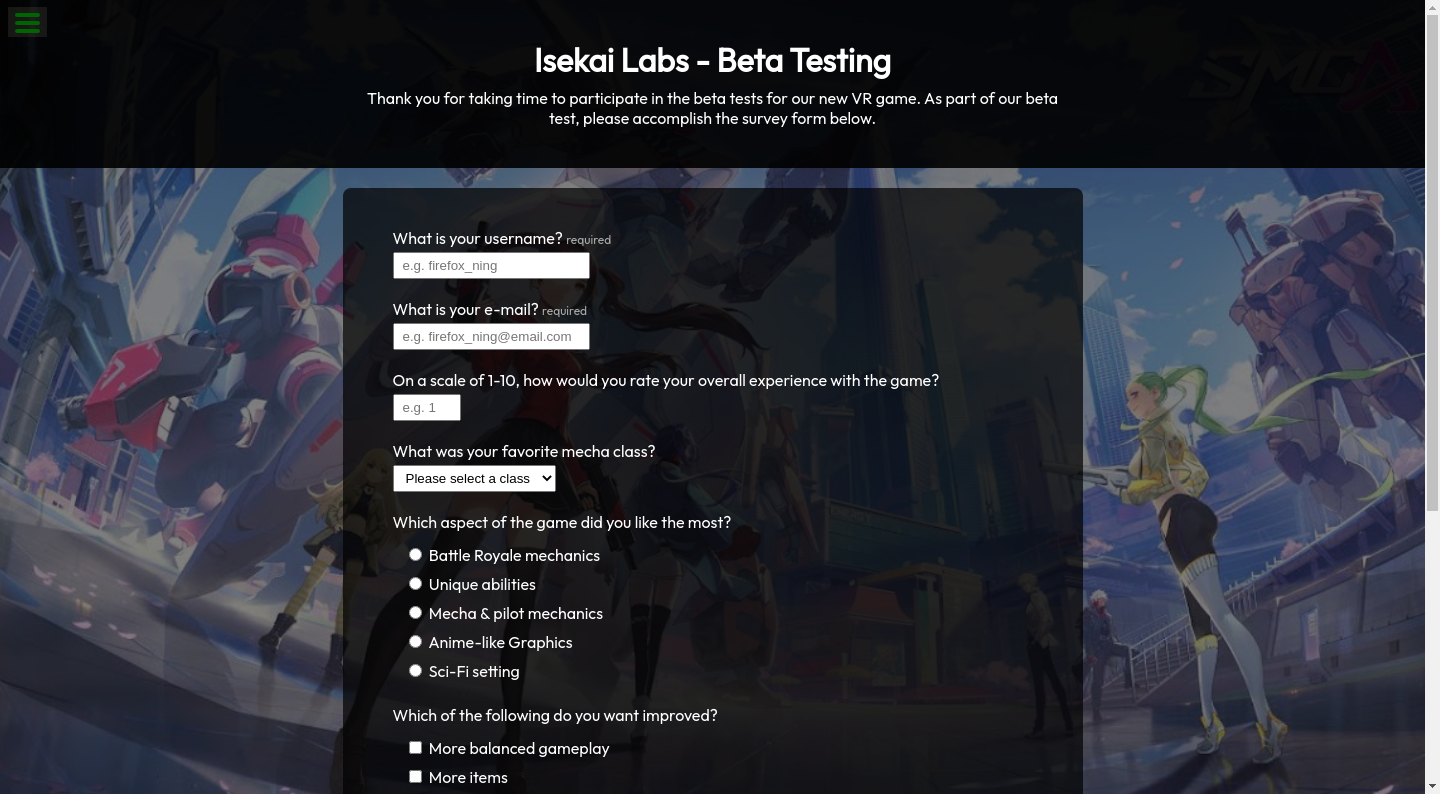 Isekai Labs - Beta Testing
Thank you for taking time to participate in the beta tests for our new VR game. As part of our beta
test, please accomplish the survey form below.
What is your username? required
e.g. firefox_ning
What is your e-mail? required
e.g. firefox_ning@email.com
On a scale of 1-10, how would you rate your overall experience with the game?
e.g. 1
What was your favorite mecha class?
Please select a class
Which aspect of the game did you like the most?
Battle Royale mechanics
Unique abilities
Mecha & pilot mechanics
Anime-like Graphics
Sci-Fi setting
Which of the following do you want improved?
More balanced gameplay
More items